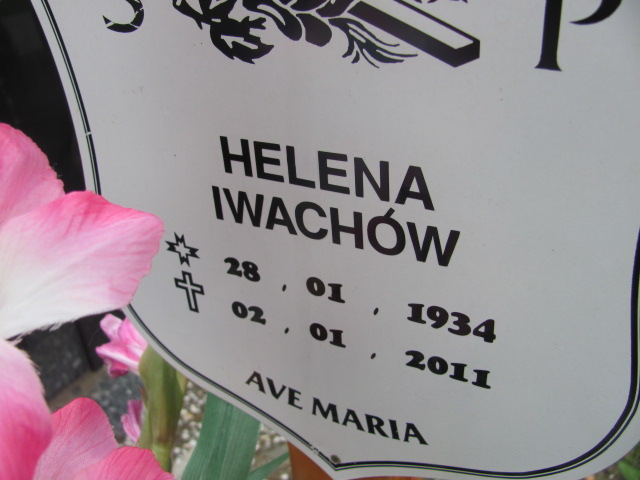 Ś P
HELENA
IWACHÓW
28 . 01 . 1934
02 . 01 . 2011
AVE MARIA